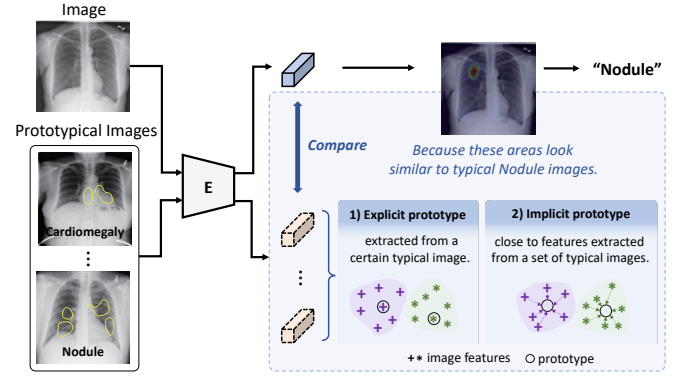 Image
"Nodule"
Prototypical Images
Compare
Because these areas look
similar to typical Nodule images.
E
Cardiomegaly
Nodule
1) Explicit prototype
extracted from a
certain typical image.
2) Implicit prototype
close to features extracted
from a set of typical images.
+* image features
prototype